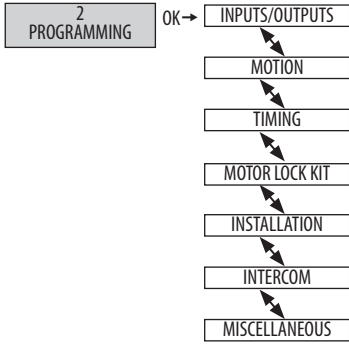 2
PROGRAMMING
OK→
INPUTS/OUTPUTS
MOTION
TIMING
MOTOR LOCK KIT
INSTALLATION
INTERCOM
MISCELLANEOUS